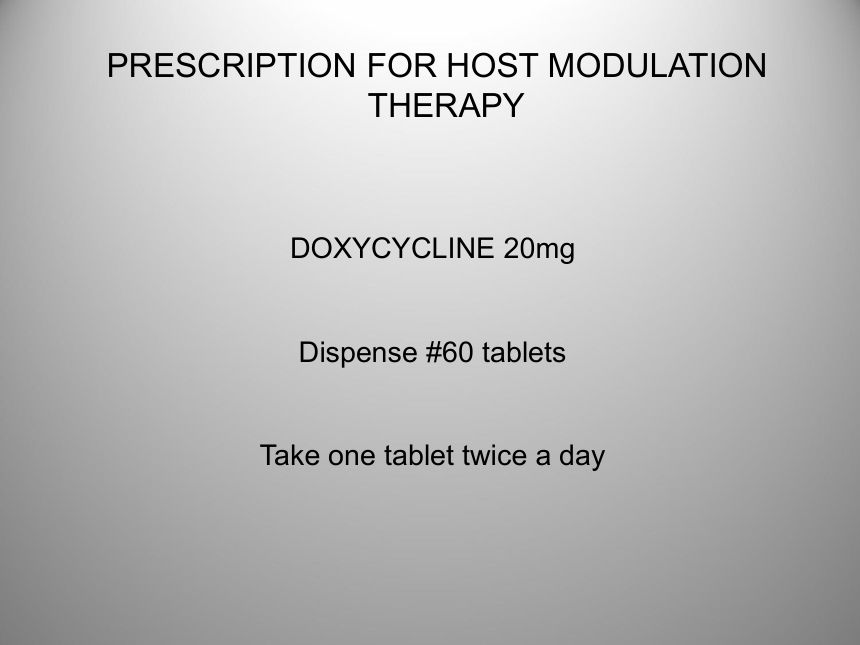 PRESCRIPTION FOR HOST MODULATION
THERAPY
DOXYCYCLINE 20mg
Dispense #60 tablets
Take one tablet twice a day